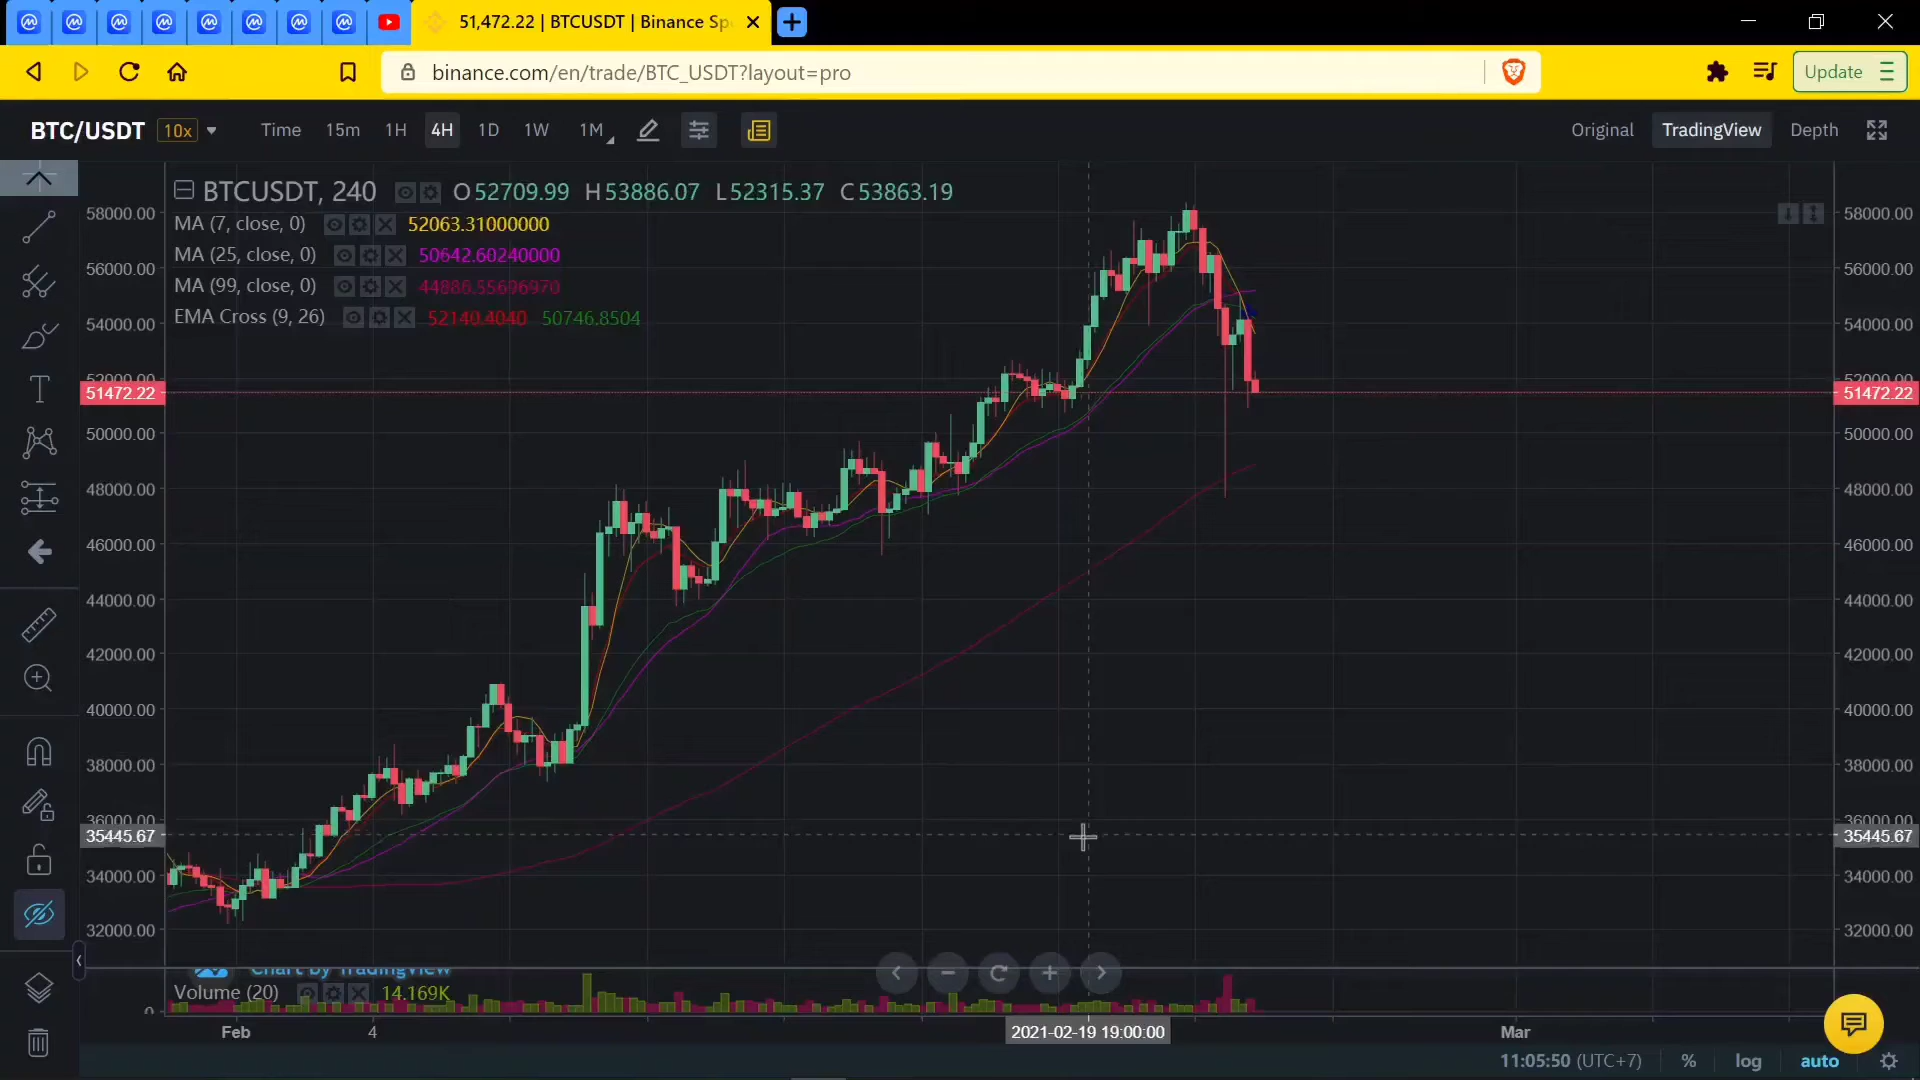 51,472.22 | BTCUSDT | Binance Sp
binance.com/en/trade/BTC_USDT?layout=pro
Update
BTC/USDT 10x Time 15m 1H 4H 1D 1W 1M Original TradingView Depth
BTCUSDT, 240 O52709.99 H53886.07 L52315.37 C53863.19
MA (7, close, 0) 52063.31000000
MA (25, close, 0) 50642.60240000
MA (99, close, 0) 44886.55696970
EMA Cross (9, 26) 52140.4040 50746.8504
58000.00 58000.00
56000.00 56000.00
54000.00 54000.00
52000.00 52000.00
51472.22 51472.22
50000.00 50000.00
48000.00 48000.00
46000.00 46000.00
44000.00 44000.00
42000.00 42000.00
40000.00 40000.00
38000.00 38000.00
36000.00 36000.00
35445.67 35445.67
34000.00 34000.00
32000.00 32000.00
Chart by TradingView
Volume (20) 14.169K
0
Feb 4 2021-02-19 19:00:00 Mar
11:05:50 (UTC+7) % log auto